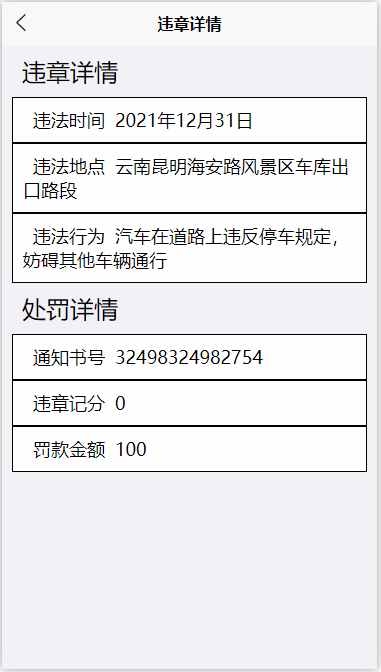 违章详情
违章详情
违法时间 2021年12月31日
违法地点 云南昆明海安路风景区车库出
口路段
违法行为 汽车在道路上违反停车规定，
妨碍其他车辆通行
处罚详情
通知书号 32498324982754
违章记分 0
罚款金额 100